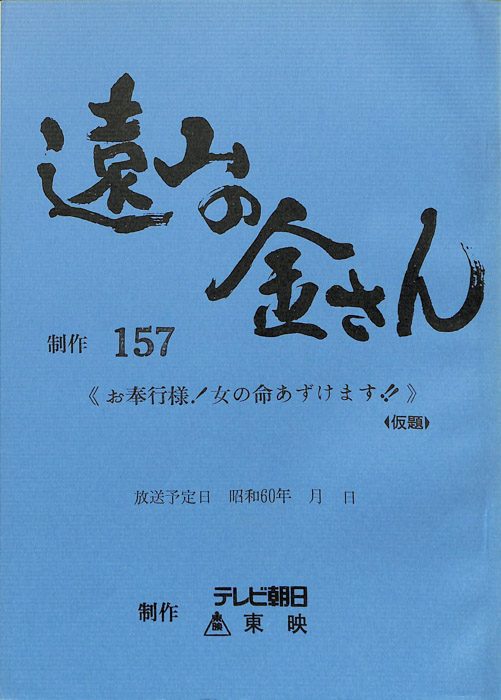 遠山の金さん
制作 157
《お奉行様!女の命あずけます!!》
《仮題》
放送予定日 昭和60年 月 日
制作 テレビ朝日
東映 東映